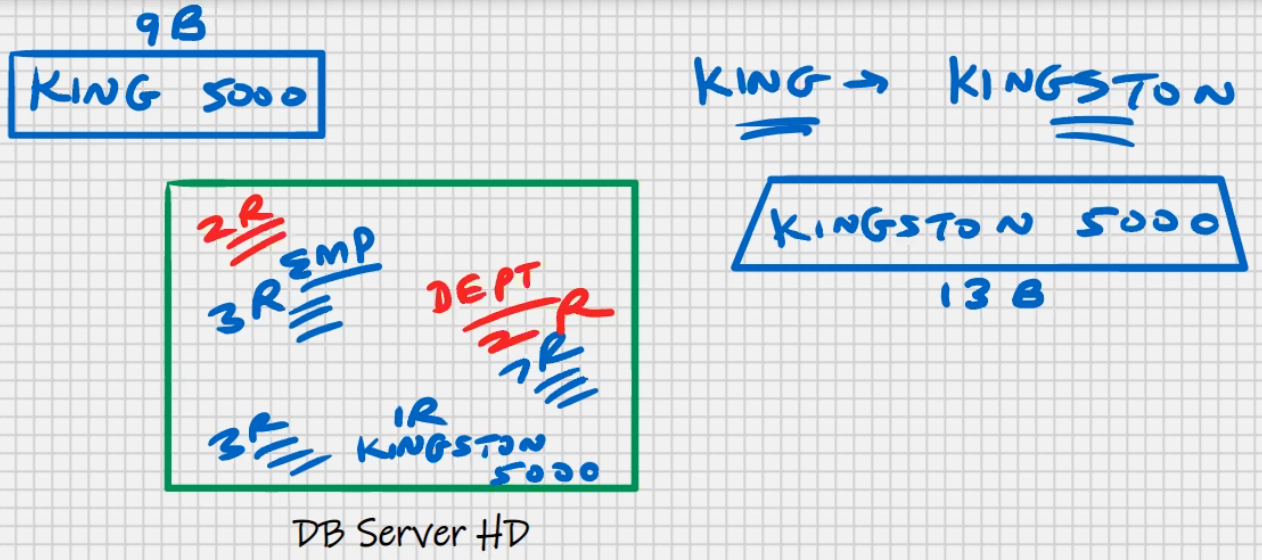 9B
KING 5000
KING → KINGSTON
KINGSTON 5000
13B
2R
EMP
3R
DEPT
2R
7R
3R
1R
KINGSTON
5000
DB Server HD